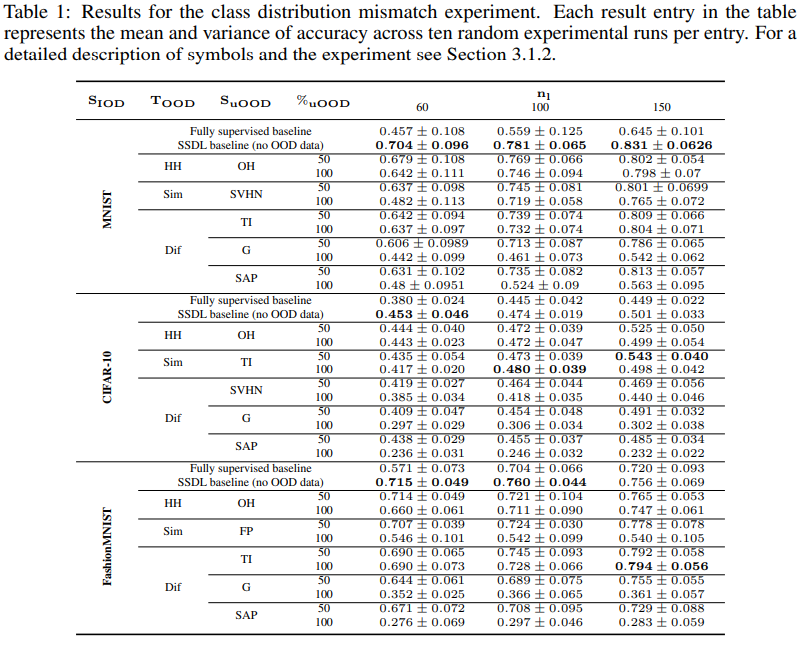 Table 1: Results for the class distribution mismatch experiment. Each result entry in the table
represents the mean and variance of accuracy across ten random experimental runs per entry. For a
detailed description of symbols and the experiment see Section 3.1.2.
S_IOD T_OOD S_uOOD %_uOOD n_l
60 100 150
MNIST
Fully supervised baseline 0.457 ± 0.108 0.559 ± 0.125 0.645 ± 0.101
SSDL baseline (no OOD data) 0.704 ± 0.096 0.781 ± 0.065 0.831 ± 0.0626
HH OH 50 0.679 ± 0.108 0.769 ± 0.066 0.802 ± 0.054
100 0.642 ± 0.111 0.746 ± 0.094 0.798 ± 0.07
Sim SVHN 50 0.637 ± 0.098 0.745 ± 0.081 0.801 ± 0.0699
100 0.482 ± 0.113 0.719 ± 0.058 0.765 ± 0.072
Dif TI 50 0.642 ± 0.094 0.739 ± 0.074 0.809 ± 0.066
100 0.637 ± 0.097 0.732 ± 0.074 0.804 ± 0.071
G 50 0.606 ± 0.0989 0.713 ± 0.087 0.786 ± 0.065
100 0.442 ± 0.099 0.461 ± 0.073 0.542 ± 0.062
SAP 50 0.631 ± 0.102 0.735 ± 0.082 0.813 ± 0.057
100 0.48 ± 0.0951 0.524 ± 0.09 0.563 ± 0.095
CIFAR-10
Fully supervised baseline 0.380 ± 0.024 0.445 ± 0.042 0.449 ± 0.022
SSDL baseline (no OOD data) 0.453 ± 0.046 0.474 ± 0.019 0.501 ± 0.033
HH OH 50 0.444 ± 0.040 0.472 ± 0.039 0.525 ± 0.050
100 0.443 ± 0.023 0.472 ± 0.047 0.499 ± 0.054
Sim TI 50 0.435 ± 0.054 0.473 ± 0.039 0.543 ± 0.040
100 0.417 ± 0.020 0.480 ± 0.039 0.498 ± 0.042
Dif SVHN 50 0.419 ± 0.027 0.464 ± 0.044 0.469 ± 0.056
100 0.385 ± 0.034 0.418 ± 0.035 0.440 ± 0.046
G 50 0.409 ± 0.047 0.454 ± 0.048 0.491 ± 0.032
100 0.297 ± 0.029 0.306 ± 0.034 0.302 ± 0.038
SAP 50 0.438 ± 0.029 0.455 ± 0.037 0.485 ± 0.034
100 0.236 ± 0.031 0.246 ± 0.032 0.232 ± 0.022
FashionMNIST
Fully supervised baseline 0.571 ± 0.073 0.704 ± 0.066 0.720 ± 0.093
SSDL baseline (no OOD data) 0.715 ± 0.049 0.760 ± 0.044 0.756 ± 0.069
HH OH 50 0.714 ± 0.049 0.721 ± 0.104 0.765 ± 0.053
100 0.660 ± 0.061 0.711 ± 0.090 0.747 ± 0.061
Sim FP 50 0.707 ± 0.039 0.724 ± 0.030 0.778 ± 0.078
100 0.546 ± 0.101 0.542 ± 0.099 0.540 ± 0.105
Dif TI 50 0.690 ± 0.065 0.745 ± 0.093 0.792 ± 0.058
100 0.690 ± 0.073 0.728 ± 0.066 0.794 ± 0.056
G 50 0.644 ± 0.061 0.689 ± 0.075 0.755 ± 0.055
100 0.352 ± 0.025 0.366 ± 0.065 0.361 ± 0.057
SAP 50 0.671 ± 0.072 0.708 ± 0.095 0.729 ± 0.088
100 0.276 ± 0.069 0.297 ± 0.046 0.283 ± 0.059